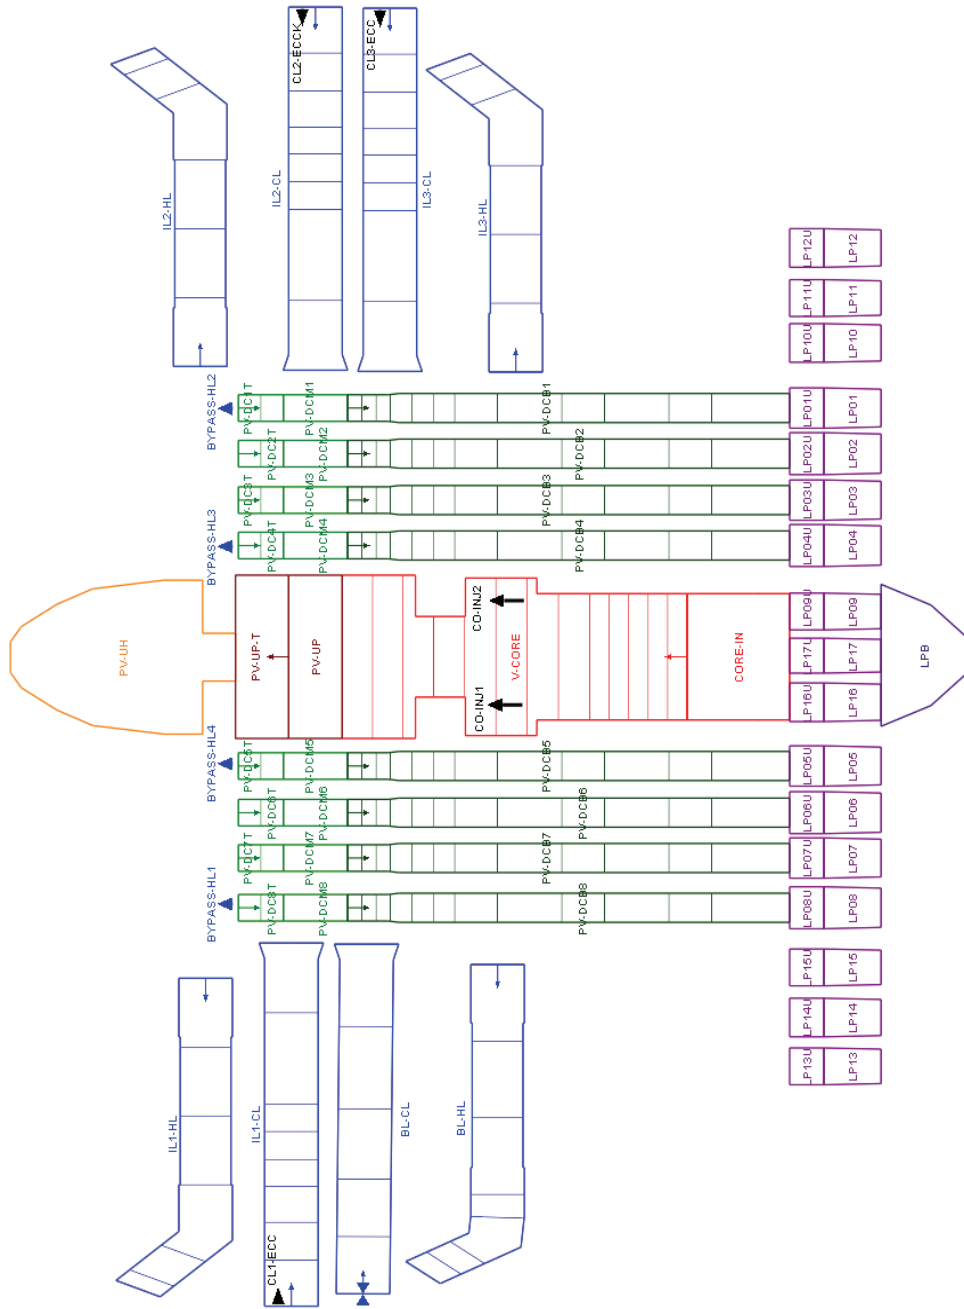 CL2-ECCK
CL3-ECC
IL2-HL
IL2-CL
IL3-CL
IL3-HL
LP12U
LP12
LP11U
LP11
LP10U
LP10
BYPASS-HL2
PV-DC1T
PV-DCM1
PV-DCB1
LP01U
LP01
PV-DC2T
PV-DCM2
PV-DCB2
LP02U
LP02
PV-DC3T
PV-DCM3
PV-DCB3
LP03U
LP03
BYPASS-HL3
PV-DC4T
PV-DCM4
PV-DCB4
LP04U
LP04
PV-UH
PV-UP-T
PV-UP
CO-INJ2
V-CORE
CO-INJ1
CORE-IN
LP09U
LP09
LP17U
LP17
LP16U
LP16
LPB
BYPASS-HL4
PV-DC5T
PV-DCM5
PV-DCB5
LP05U
LP05
PV-DC6T
PV-DCM6
PV-DCB6
LP06U
LP06
PV-DC7T
PV-DCM7
PV-DCB7
LP07U
LP07
BYPASS-HL1
PV-DC8T
PV-DCM8
PV-DCB8
LP08U
LP08
LP15U
LP15
LP14U
LP14
LP13U
LP13
IL1-HL
IL1-CL
BL-CL
BL-HL
CL1-ECC